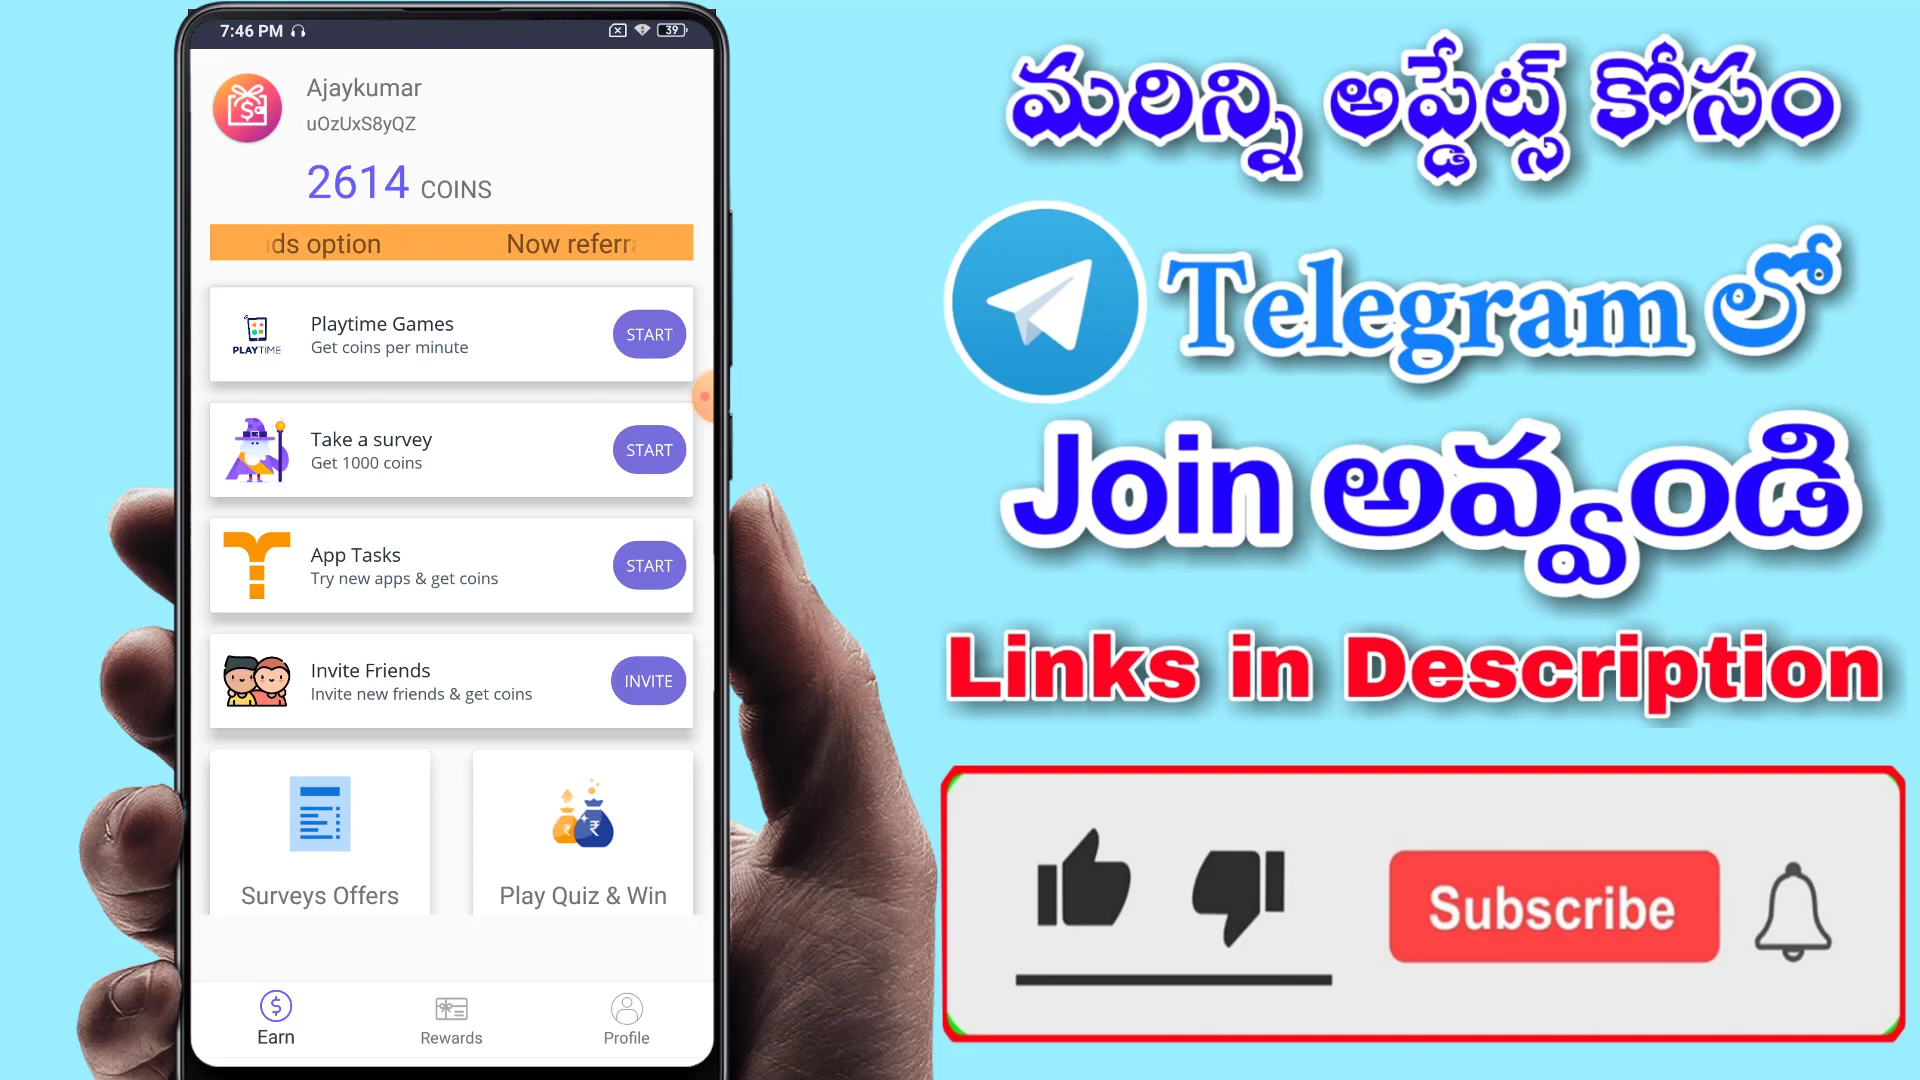 7:46 PM
39
Ajaykumar
uOzUxS8yQZ
2614 COINS
ds option Now referr
Playtime Games
Get coins per minute
START
PLAYTIME
Take a survey
Get 1000 coins
START
App Tasks
Try new apps & get coins
START
Invite Friends
Invite new friends & get coins
INVITE
Surveys Offers
Play Quiz & Win
Earn
Rewards
Profile
మరిన్ని అప్డేట్స్ కోసం
Telegram లో
Join అవ్వండి
Links in Description
Subscribe